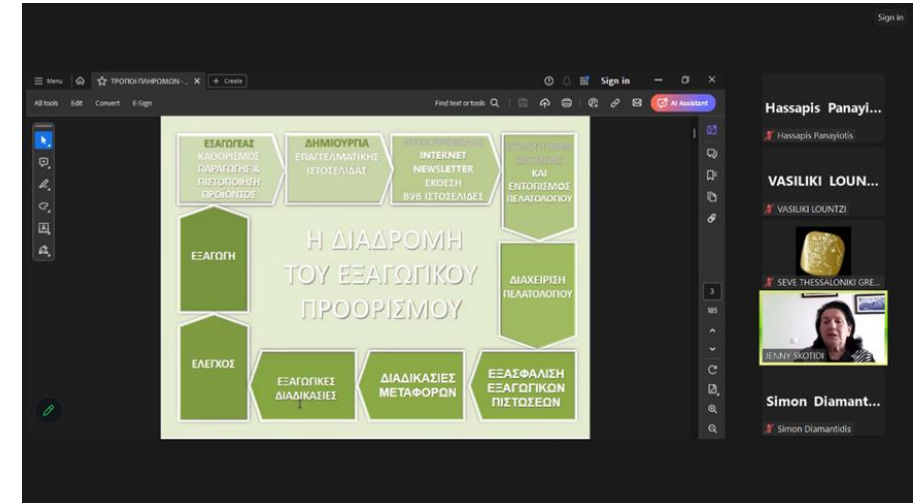 Sign in
Menu
ΤΡΟΠΟΙ ΠΛΗΡΩΜΩΝ -...
+ Create
Sign in
All tools Edit Convert E-Sign
Find text or tools
AI Assistant
ΕΞΑΓΩΓΕΑΣ
ΚΑΘΟΡΙΣΜΟΣ
ΠΑΡΑΓΩΓΗΣ &
ΠΙΣΤΟΠΟΙΗΣΗ
ΠΡΟΪΟΝΤΟΣ
ΔΗΜΙΟΥΡΓΙΑ
ΕΠΑΓΓΕΛΜΑΤΙΚΗΣ
ΙΣΤΟΣΕΛΙΔΑΣ
INTERNET
NEWSLETTER
ΕΚΘΕΣΗ
B2B ΙΣΤΟΣΕΛΙΔΕΣ
ΚΑΙ
ΕΝΤΟΠΙΣΜΟΣ
ΠΕΛΑΤΟΛΟΓΙΟΥ
ΕΞΑΓΩΓΗ
Η ΔΙΑΔΡΟΜΗ
ΤΟΥ ΕΞΑΓΩΓΙΚΟΥ
ΠΡΟΟΡΙΣΜΟΥ
ΔΙΑΧΕΙΡΙΣΗ
ΠΕΛΑΤΟΛΟΓΙΟΥ
ΕΛΕΓΧΟΣ
ΕΞΑΓΩΓΙΚΕΣ
ΔΙΑΔΙΚΑΣΙΕΣ
ΔΙΑΔΙΚΑΣΙΕΣ
ΜΕΤΑΦΟΡΩΝ
ΕΞΑΣΦΑΛΙΣΗ
ΕΞΑΓΩΓΙΚΩΝ
ΠΙΣΤΩΣΕΩΝ
3
185
Hassapis Panayi...
Hassapis Panayiotis
VASILIKI LOUN...
VASILIKI LOUNTZI
SEVE THESSALONIKI GRE...
JENNY SKOTIDI
Simon Diamant...
Simon Diamantidis